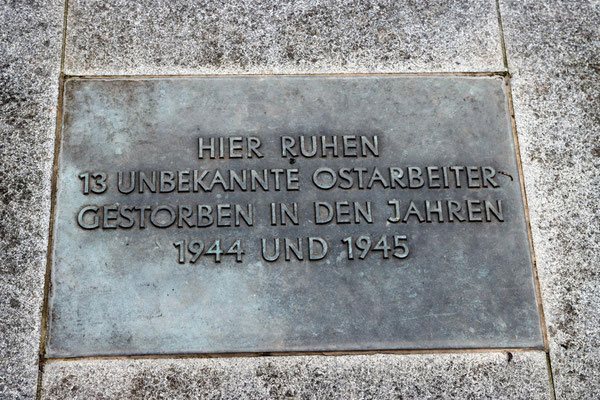 HIER RUHEN
13 UNBEKANNTE OSTARBEITER
GESTORBEN IN DEN JAHREN
1944 UND 1945